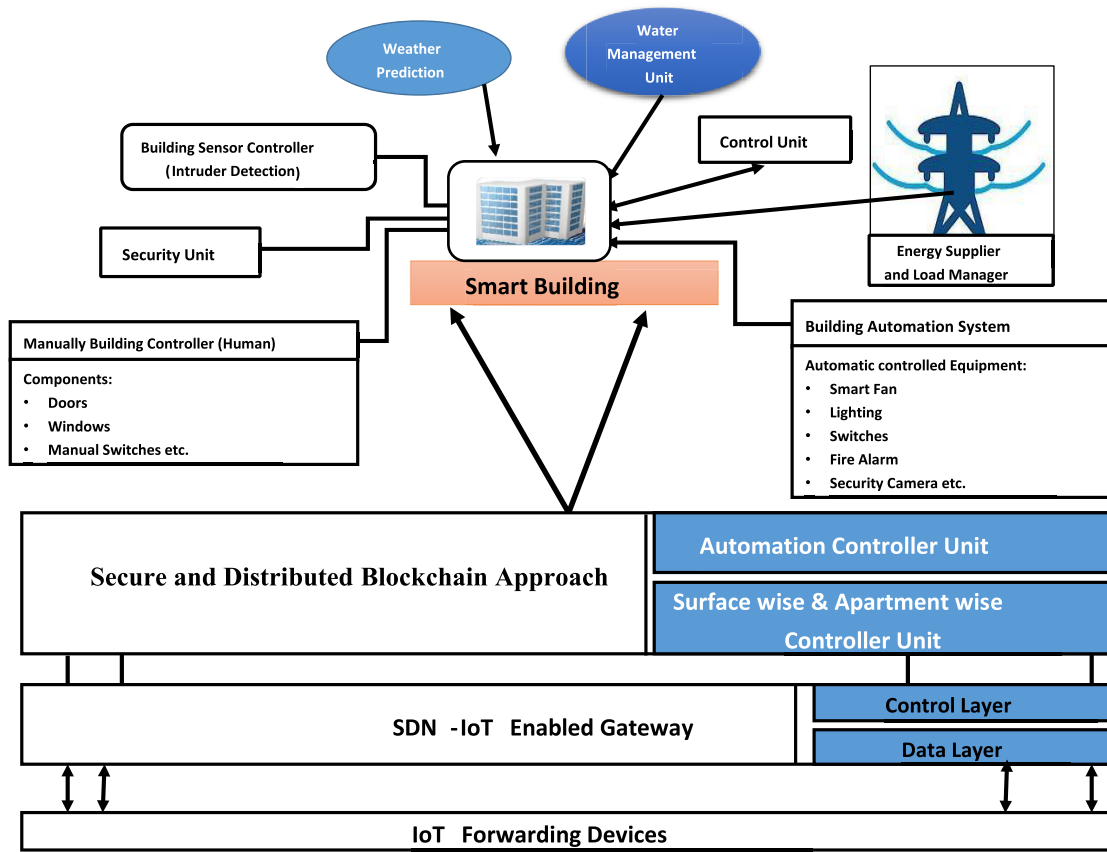 Weather
Prediction
Water
Management
Unit
Building Sensor Controller
(Intruder Detection)
Control Unit
Security Unit
Energy Supplier
and Load Manager
Smart Building
Manually Building Controller (Human)
Components:
• Doors
• Windows
• Manual Switches etc.
Building Automation System
Automatic controlled Equipment:
• Smart Fan
• Lighting
• Switches
• Fire Alarm
• Security Camera etc.
Secure and Distributed Blockchain Approach
Automation Controller Unit
Surface wise & Apartment wise
Controller Unit
SDN -IoT Enabled Gateway
Control Layer
Data Layer
IoT Forwarding Devices